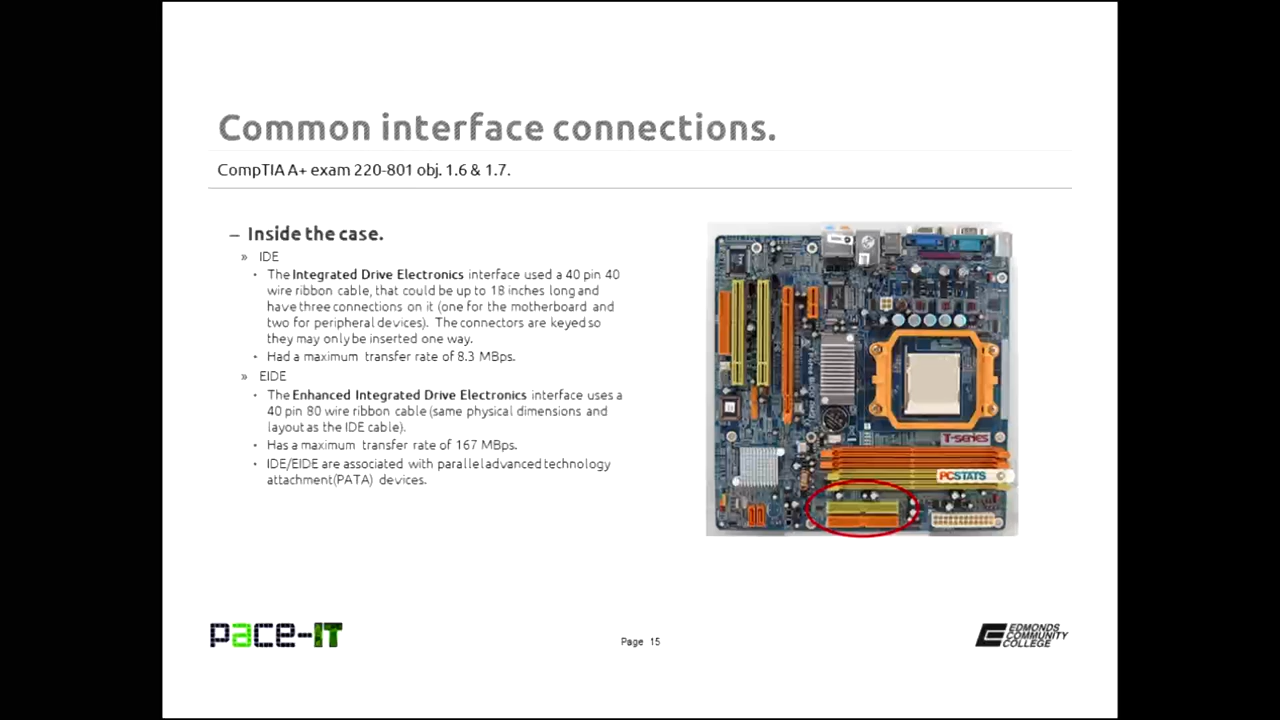 Common interface connections.
CompTIA A+ exam 220-801 obj. 1.6 & 1.7.
– Inside the case.
» IDE
• The Integrated Drive Electronics interface used a 40 pin 40
wire ribbon cable, that could be up to 18 inches long and
have three connections on it (one for the motherboard and
two for peripheral devices). The connectors are keyed so
they may only be inserted one way.
• Had a maximum transfer rate of 8.3 MBps.
» EIDE
• The Enhanced Integrated Drive Electronics interface uses a
40 pin 80 wire ribbon cable (same physical dimensions and
layout as the IDE cable).
• Has a maximum transfer rate of 167 MBps.
• IDE/EIDE are associated with parallel advanced technology
attachment(PATA) devices.
T-series
PCSTATS
pace-IT
Page 15
EDMONDS
COMMUNITY
COLLEGE